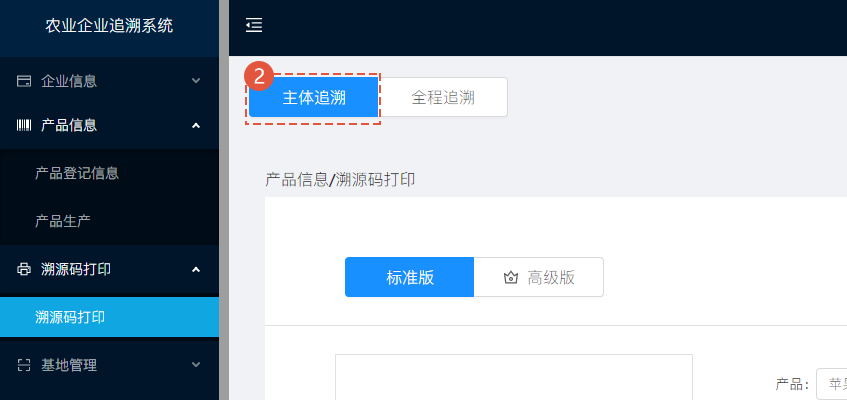 农业企业追溯系统
企业信息
产品信息
产品登记信息
产品生产
溯源码打印
溯源码打印
基地管理
2
主体追溯
全程追溯
产品信息/溯源码打印
标准版
高级版
产品:
苹果